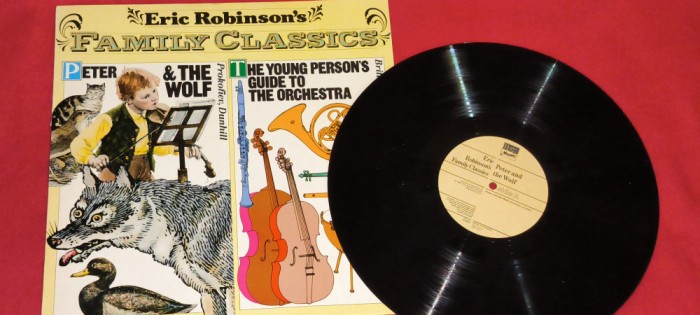 Eric Robinson's
FAMILY CLASSICS
PETER
& THE
WOLF
Prokofiev, Dunhill
THE YOUNG PERSON'S
GUIDE TO
THE ORCHESTRA
Eric Peter and
Robinson's the Wolf
Family Classics